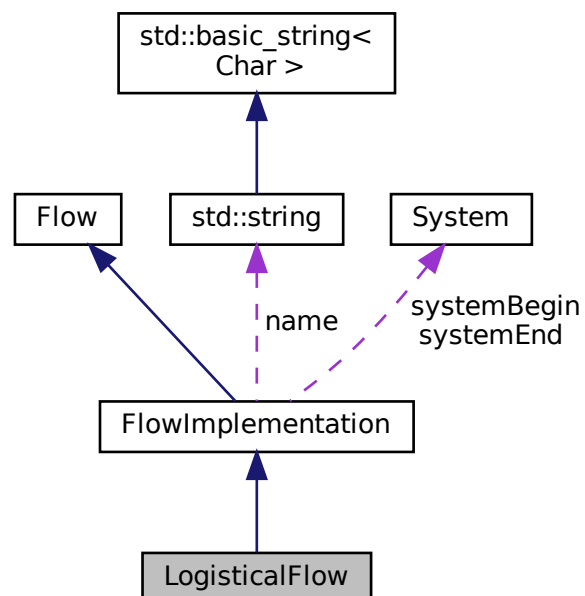 std::basic_string<
Char >
Flow
std::string
System
name
systemBegin
systemEnd
FlowImplementation
LogisticalFlow